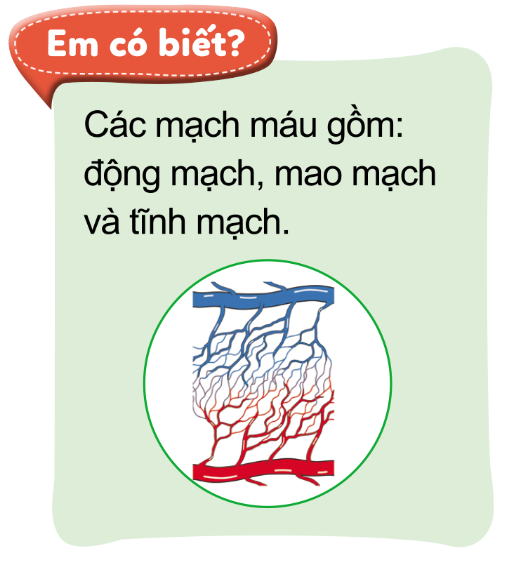 Em có biết?
Các mạch máu gồm:
động mạch, mao mạch
và tĩnh mạch.